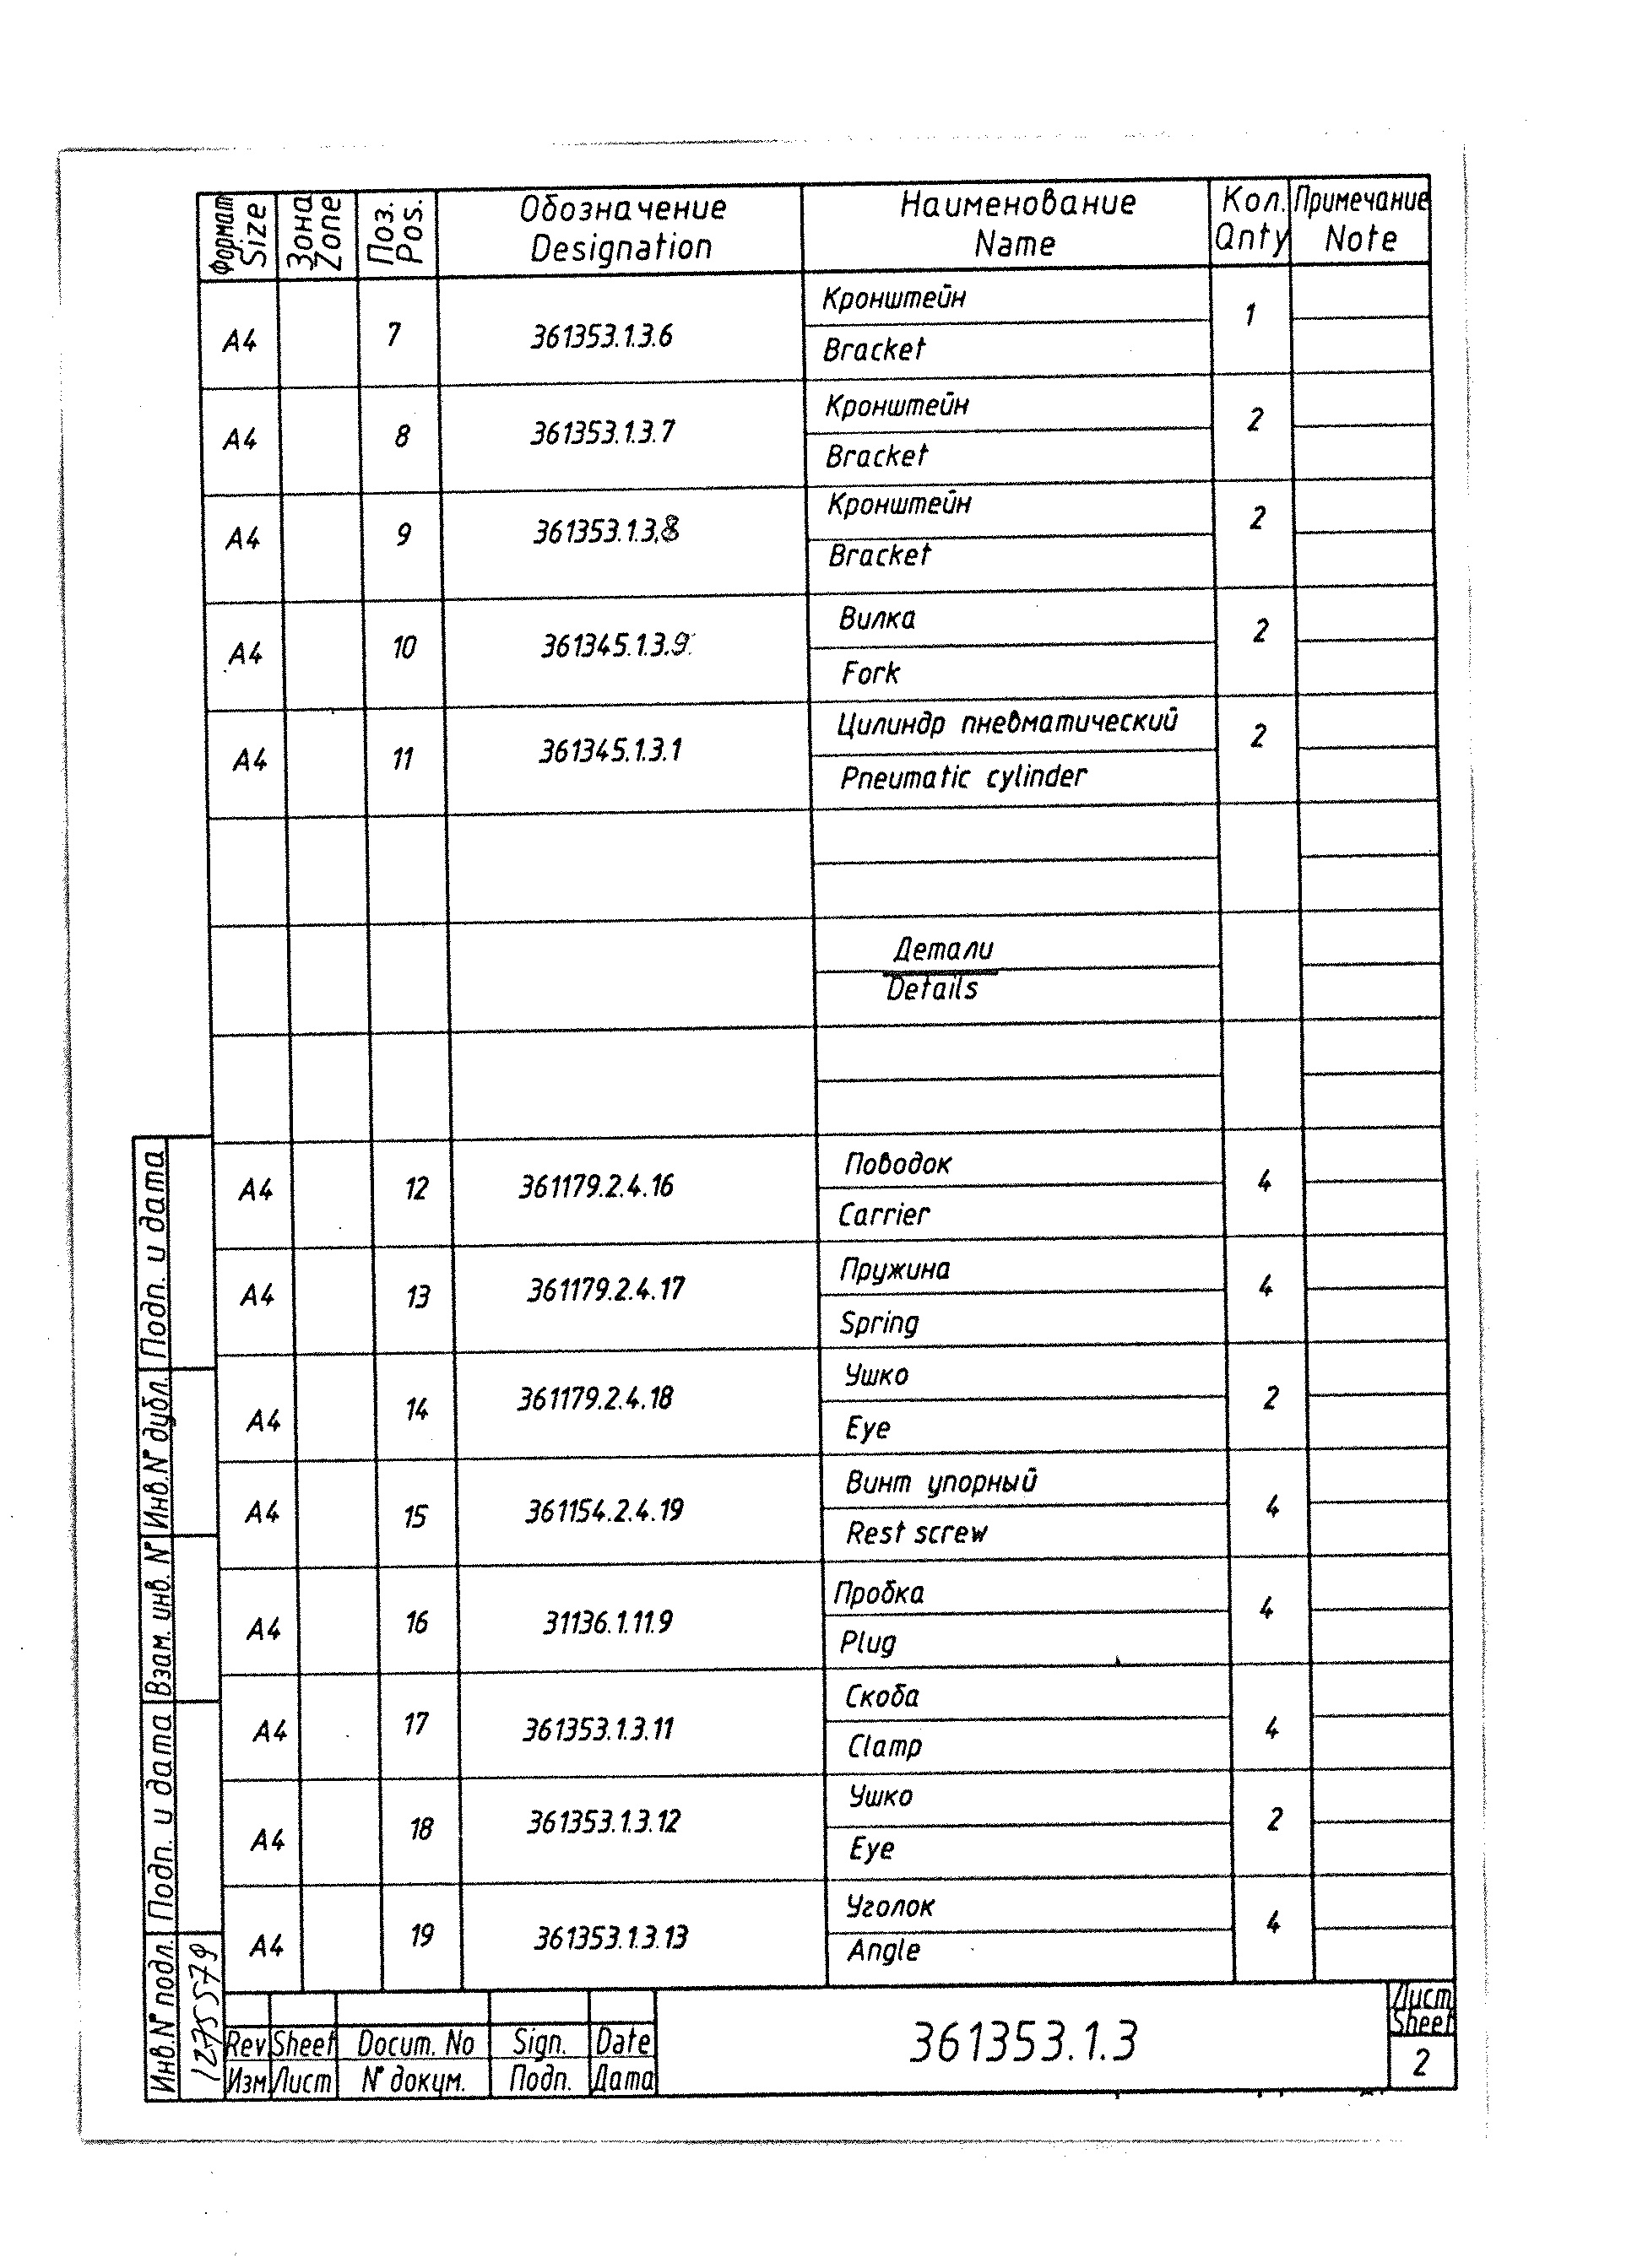 Формат Size Зона Zone Поз. Pos. Обозначение Designation Наименование Name Кол. Qnty Примечание Note
A4 7 361353.1.3.6 Кронштейн 1
Bracket
A4 8 361353.1.3.7 Кронштейн 2
Bracket
A4 9 361353.1.3.8 Кронштейн 2
Bracket
A4 10 361345.1.3.9 Вилка 2
Fork
A4 11 361345.1.3.1 Цилиндр пневматический 2
Pneumatic cylinder
Детали
Details
A4 12 361179.2.4.16 Поводок 4
Carrier
A4 13 361179.2.4.17 Пружина 4
Spring
A4 14 361179.2.4.18 Ушко 2
Eye
A4 15 361154.2.4.19 Винт упорный 4
Rest screw
A4 16 31136.1.11.9 Пробка 4
Plug
A4 17 361353.1.3.11 Скоба 4
Clamp
A4 18 361353.1.3.12 Ушко 2
Eye
A4 19 361353.1.3.13 Уголок 4
Angle
Подп. и дата
Инв.N° дубл.
Взам. инв. N°
Подп. и дата
Инв.N° подл.
12755579
Rev Sheet Docum. No Sign. Date
Изм Лист N° докум. Подп. Дата
361353.1.3
Лист
Sheet
2